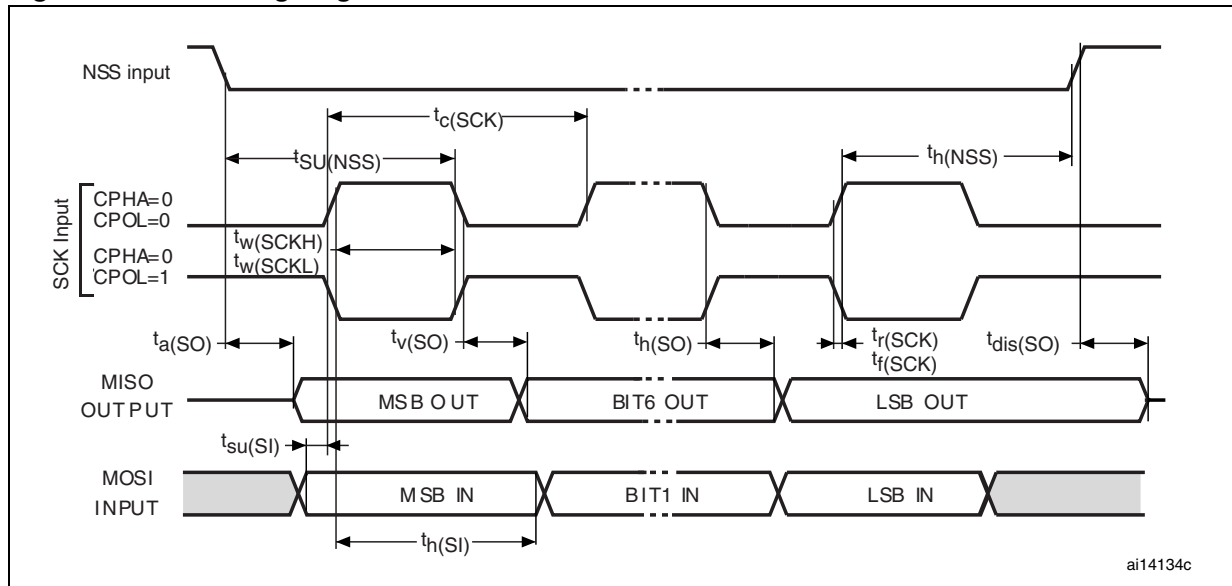 NSS input
tc(SCK)
tSU(NSS)
th(NSS)
SCK Input
CPHA=0
CPOL=0
tw(SCKH)
CPHA=0
tw(SCKL)
CPOL=1
ta(SO)
tv(SO)
th(SO)
tr(SCK)
tf(SCK)
tdis(SO)
MISO
OUTPUT
MSB OUT
BIT6 OUT
LSB OUT
tsu(SI)
MOSI
INPUT
MSB IN
BIT1 IN
LSB IN
th(SI)
ai14134c